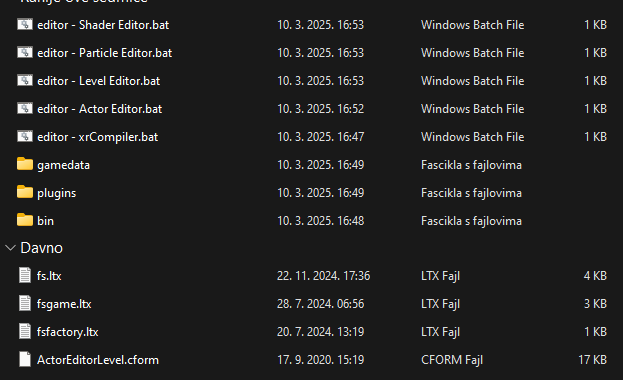 Ranije ove sedmice
editor - Shader Editor.bat 10. 3. 2025. 16:53 Windows Batch File 1 KB
editor - Particle Editor.bat 10. 3. 2025. 16:53 Windows Batch File 1 KB
editor - Level Editor.bat 10. 3. 2025. 16:53 Windows Batch File 1 KB
editor - Actor Editor.bat 10. 3. 2025. 16:52 Windows Batch File 1 KB
editor - xrCompiler.bat 10. 3. 2025. 16:47 Windows Batch File 1 KB
gamedata 10. 3. 2025. 16:49 Fascikla s fajlovima
plugins 10. 3. 2025. 16:49 Fascikla s fajlovima
bin 10. 3. 2025. 16:48 Fascikla s fajlovima
Davno
fs.ltx 22. 11. 2024. 17:36 LTX Fajl 4 KB
fsgame.ltx 28. 7. 2024. 06:56 LTX Fajl 3 KB
fsfactory.ltx 20. 7. 2024. 13:19 LTX Fajl 1 KB
ActorEditorLevel.cform 17. 9. 2020. 15:19 CFORM Fajl 17 KB